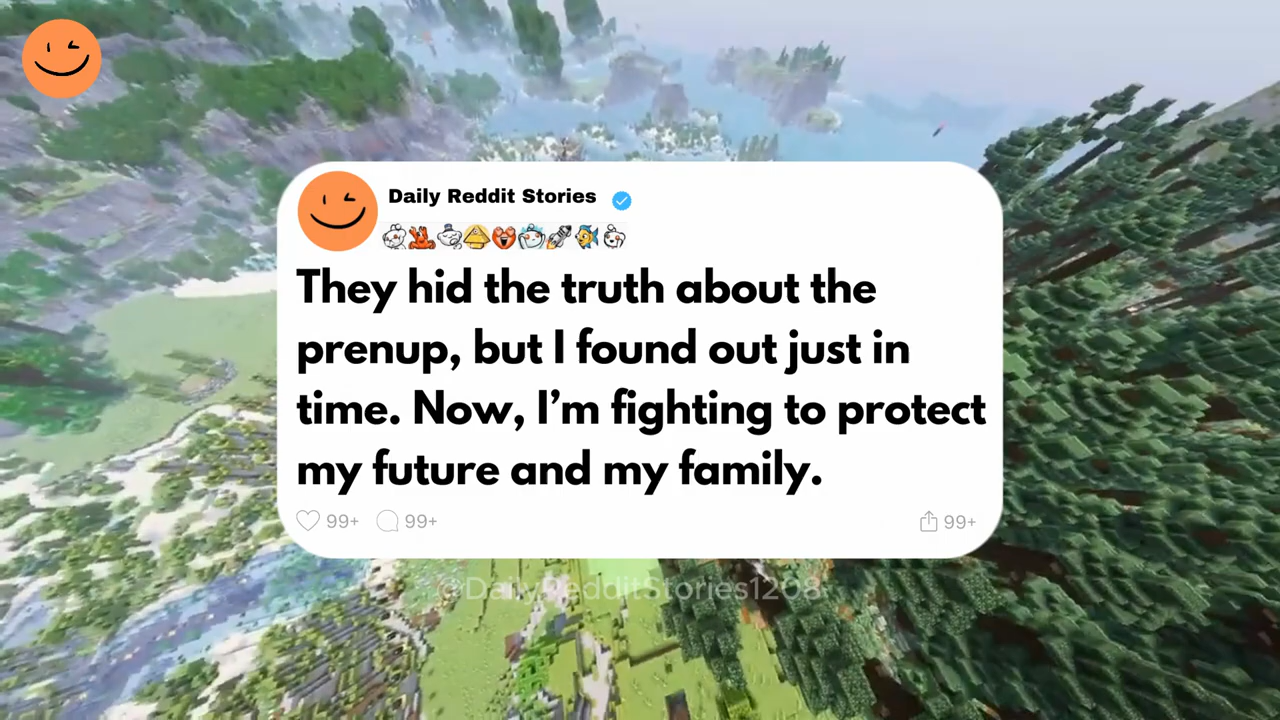 Daily Reddit Stories
They hid the truth about the
prenup, but I found out just in
time. Now, I’m fighting to protect
my future and my family.
99+ 99+ 99+
@DailyRedditStories1208